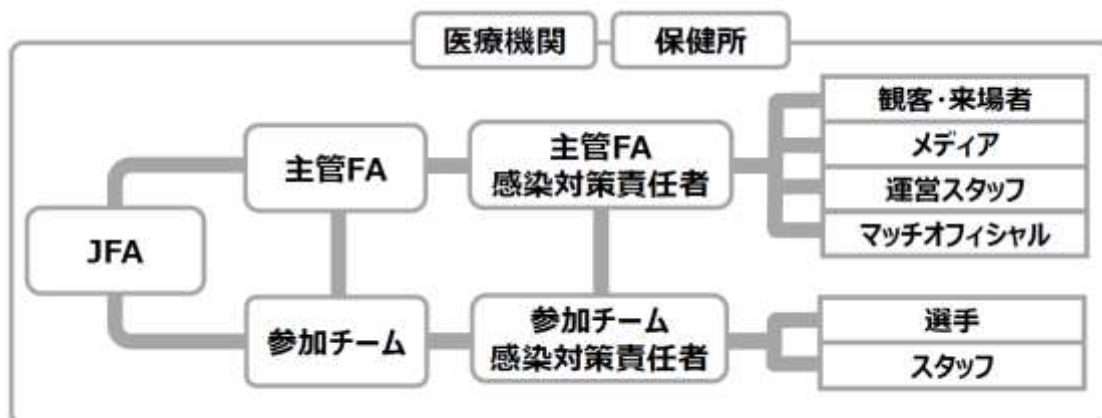 医療機関
保健所
観客・来場者
メディア
運営スタッフ
マッチオフィシャル
主管FA
主管FA
感染対策責任者
JFA
参加チーム
参加チーム
感染対策責任者
選手
スタッフ